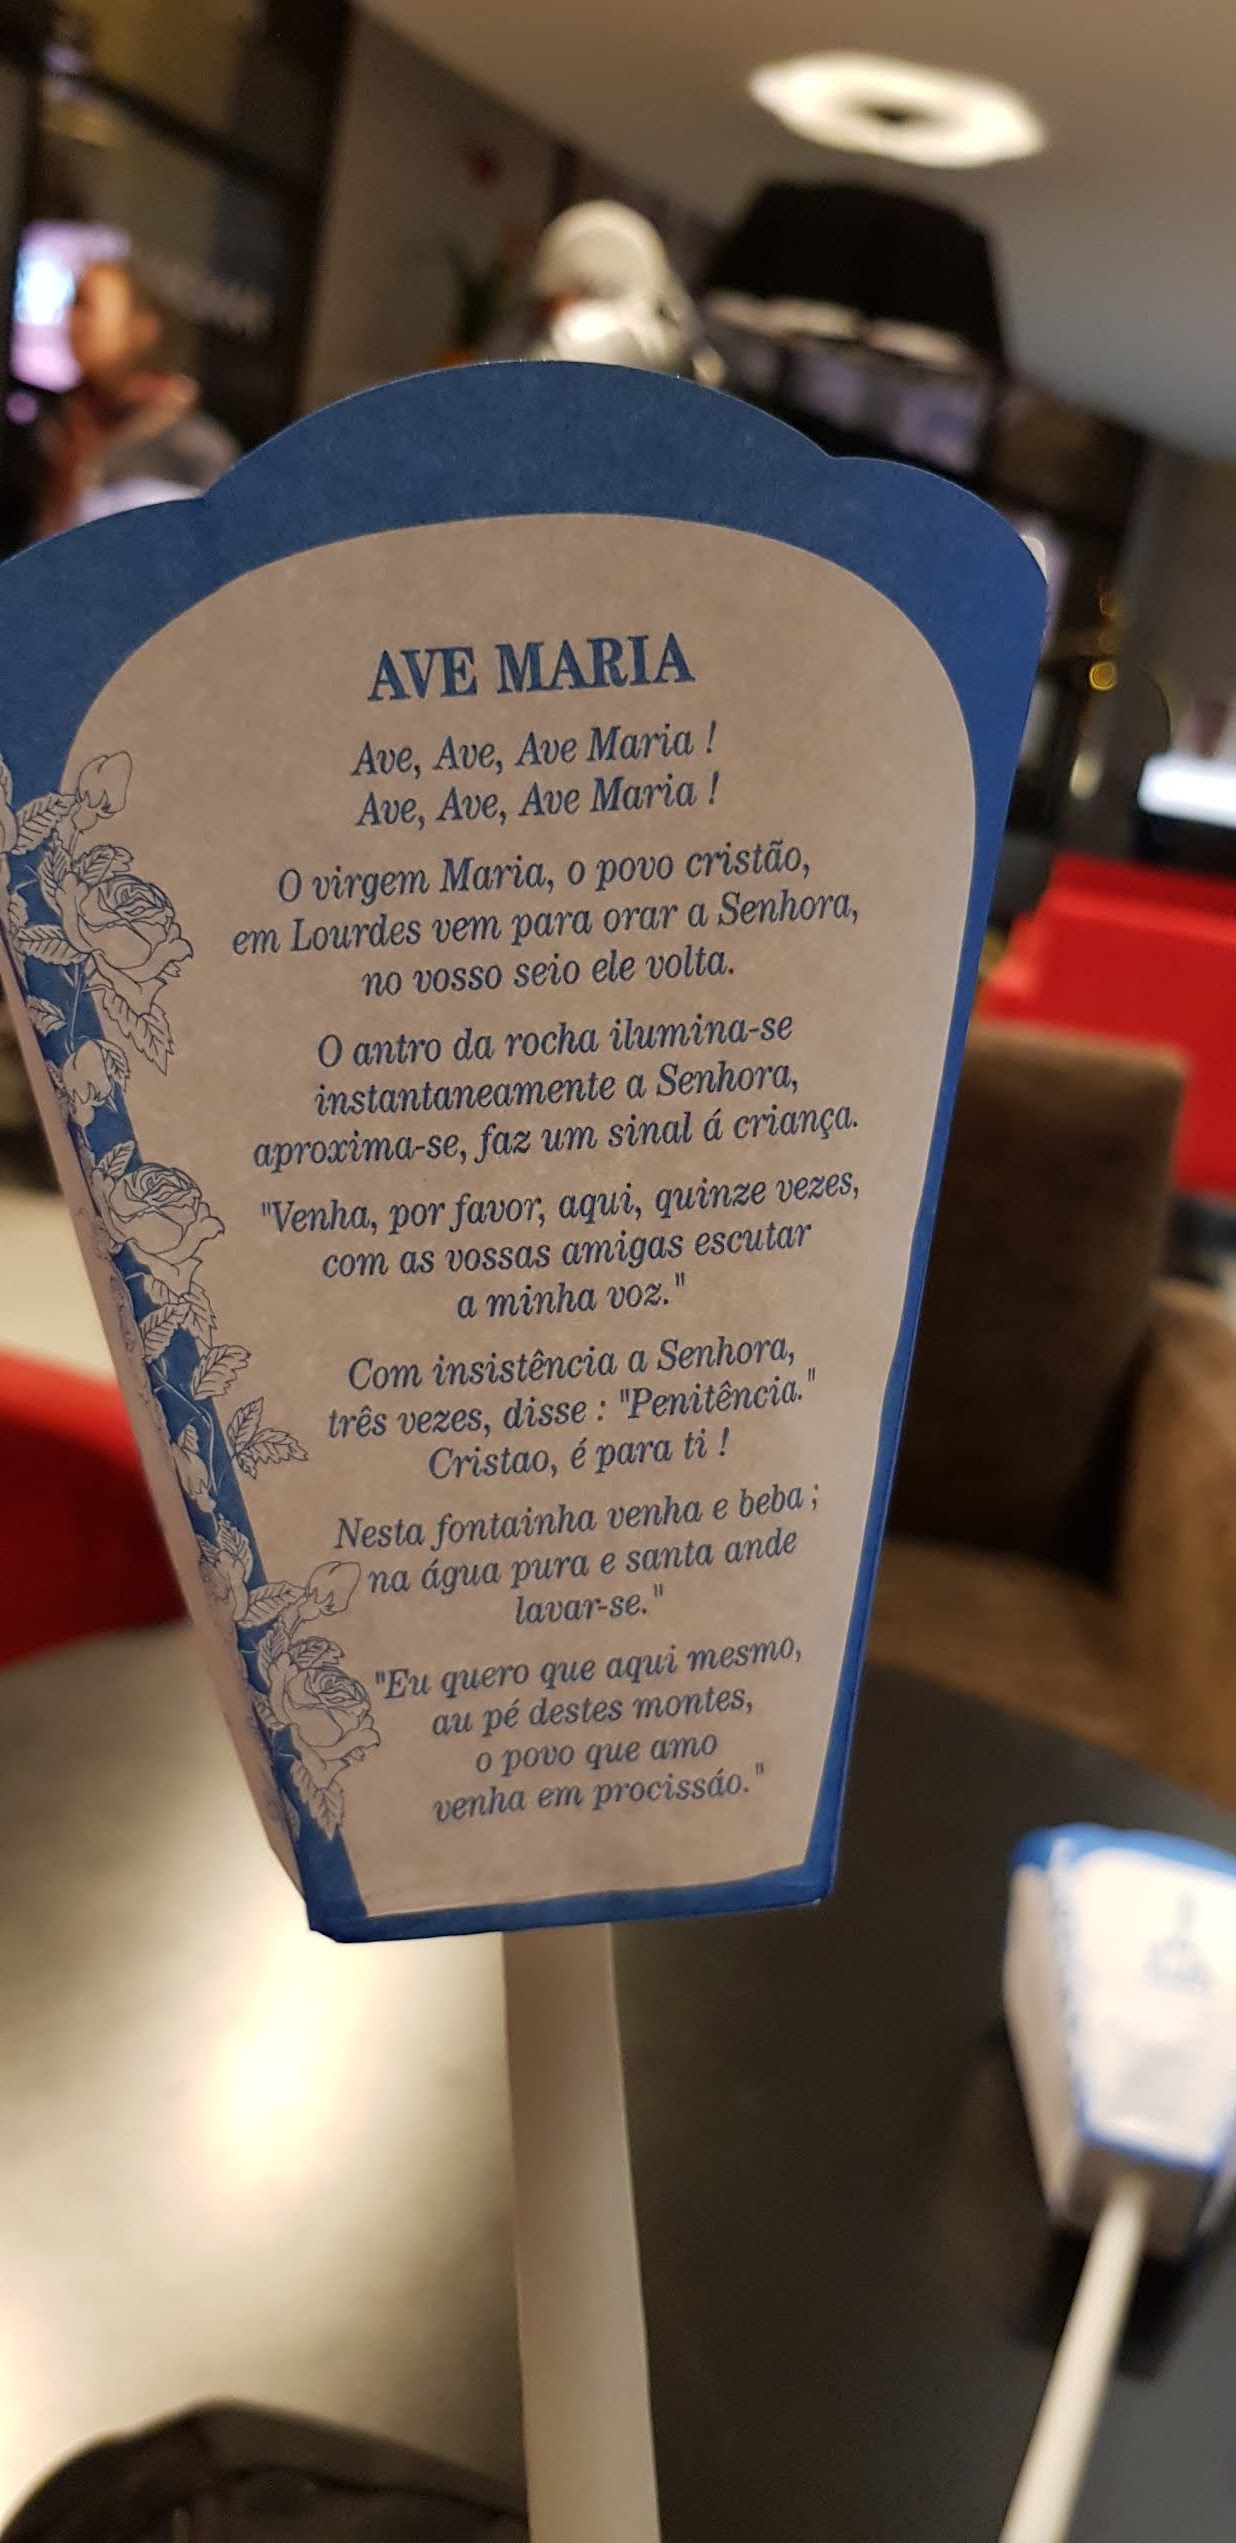 AVE MARIA
Ave, Ave, Ave Maria !
Ave, Ave, Ave Maria !
O virgem Maria, o povo cristão,
em Lourdes vem para orar a Senhora,
no vosso seio ele volta.
O antro da rocha ilumina-se
instantaneamente a Senhora,
aproxima-se, faz um sinal á criança.
"Venha, por favor, aqui, quinze vezes,
com as vossas amigas escutar
a minha voz."
Com insistência a Senhora,
três vezes, disse : "Penitência."
Cristao, é para ti !
Nesta fontainha venha e beba ;
na água pura e santa ande
lavar-se."
"Eu quero que aqui mesmo,
au pé destes montes,
o povo que amo
venha em procissáo."